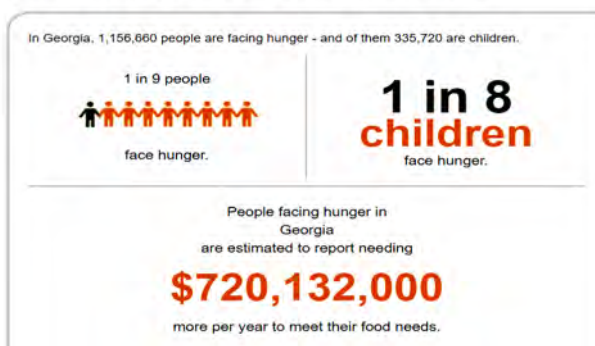 In Georgia, 1,156,660 people are facing hunger - and of them 335,720 are children.
1 in 9 people
face hunger.
1 in 8
children
face hunger.
People facing hunger in
Georgia
are estimated to report needing
$720,132,000
more per year to meet their food needs.